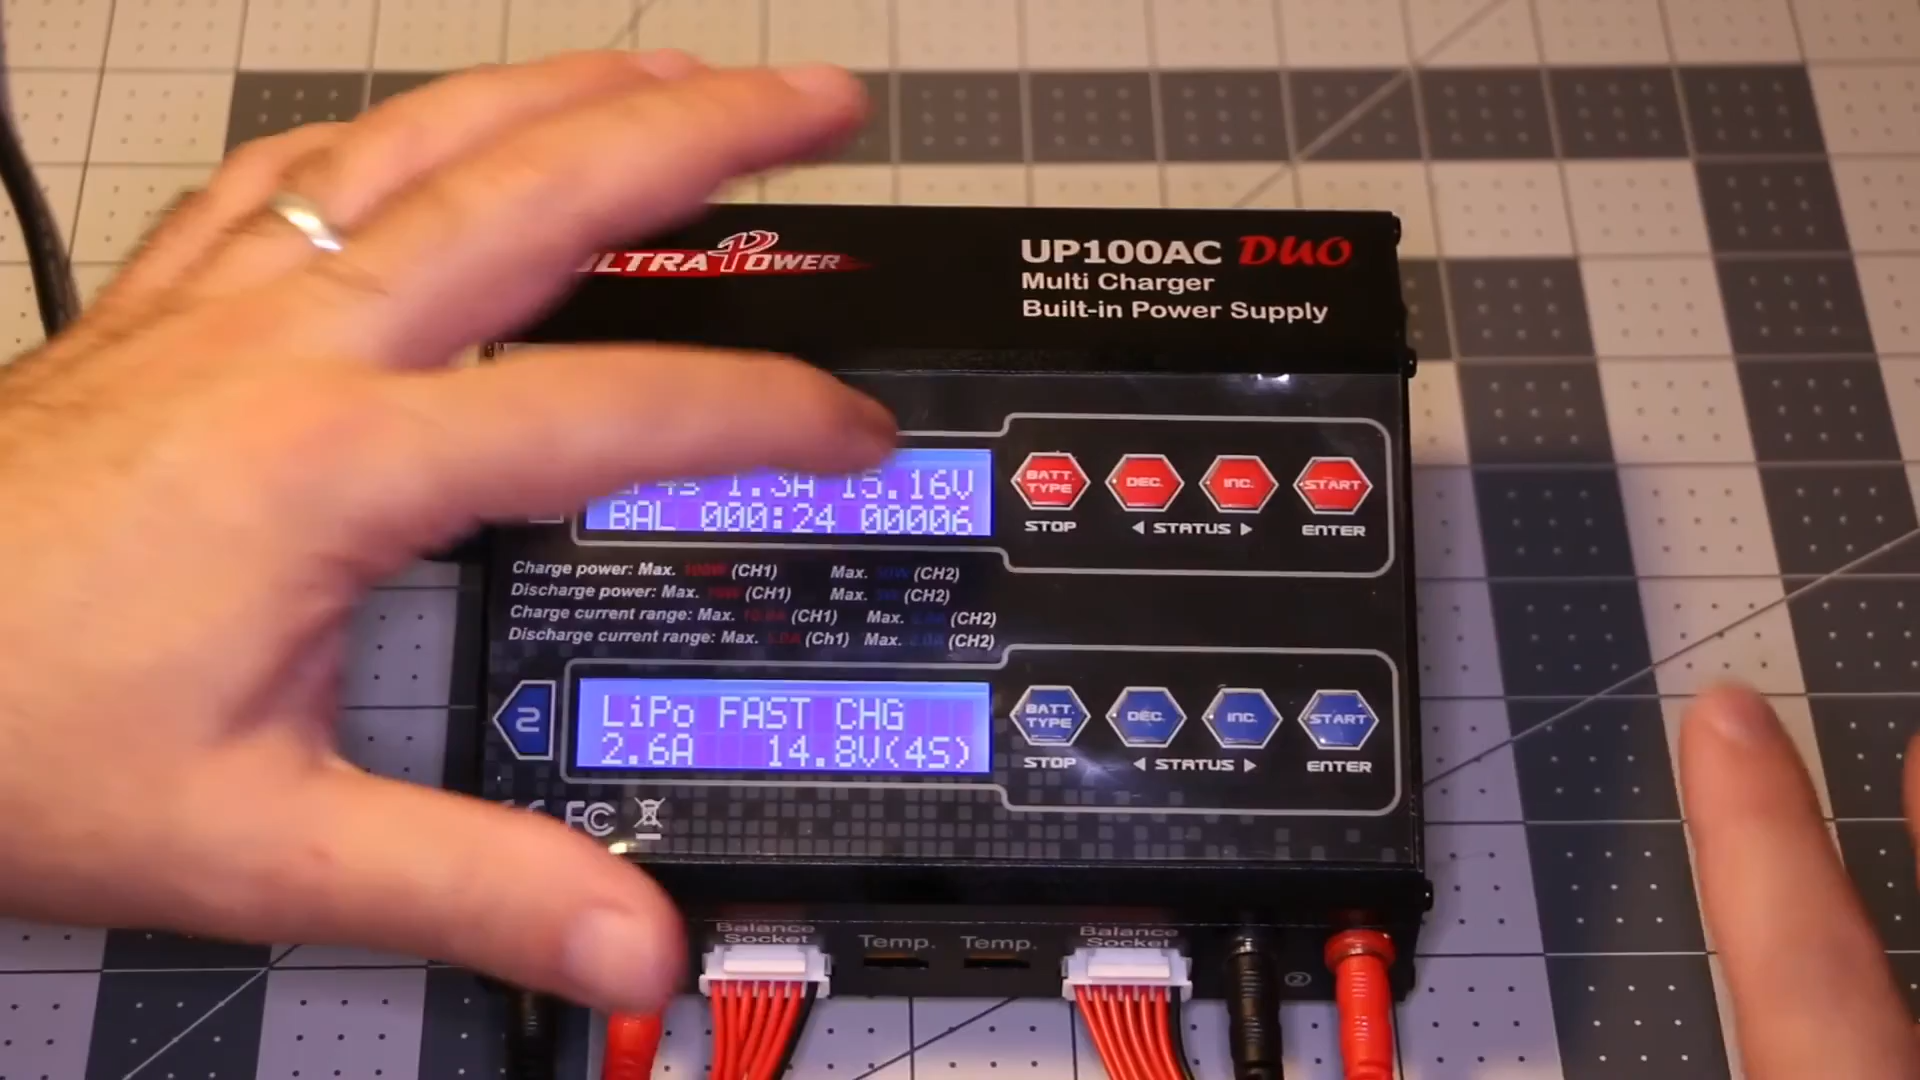 ULTRA POWER
UP100AC DUO
Multi Charger
Built-in Power Supply
1.3A 15.16V
BAL 000:24 00006
BATT. TYPE
DEC.
INC.
START
STOP
◀ STATUS ▶
ENTER
Charge power: Max. 100W (CH1) Max. (CH2)
Discharge power: Max. (CH1) Max. (CH2)
Charge current range: Max. (CH1) Max. (CH2)
Discharge current range: Max. (Ch1) Max. (CH2)
2
LiPo FAST CHG
2.6A 14.8V(4S)
BATT. TYPE
DEC.
INC.
START
STOP
◀ STATUS ▶
ENTER
FC
Balance Socket
Temp.
Temp.
Balance Socket
2